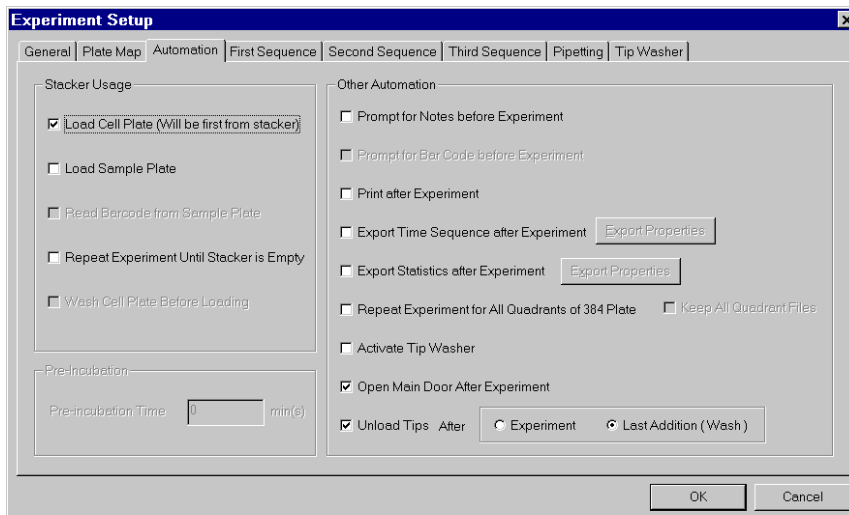 Experiment Setup
General Plate Map Automation First Sequence Second Sequence Third Sequence Pipetting Tip Washer
Stacker Usage
Load Cell Plate (Will be first from stacker)
Load Sample Plate
Read Barcode from Sample Plate
Repeat Experiment Until Stacker is Empty
Wash Cell Plate Before Loading
Pre-Incubation
Pre-incubation Time 0 min(s)
Other Automation
Prompt for Notes before Experiment
Prompt for Bar Code before Experiment
Print after Experiment
Export Time Sequence after Experiment Export Properties
Export Statistics after Experiment Export Properties
Repeat Experiment for All Quadrants of 384 Plate Keep All Quadrant Files
Activate Tip Washer
Open Main Door After Experiment
Unload Tips After Experiment Last Addition ( Wash )
OK Cancel